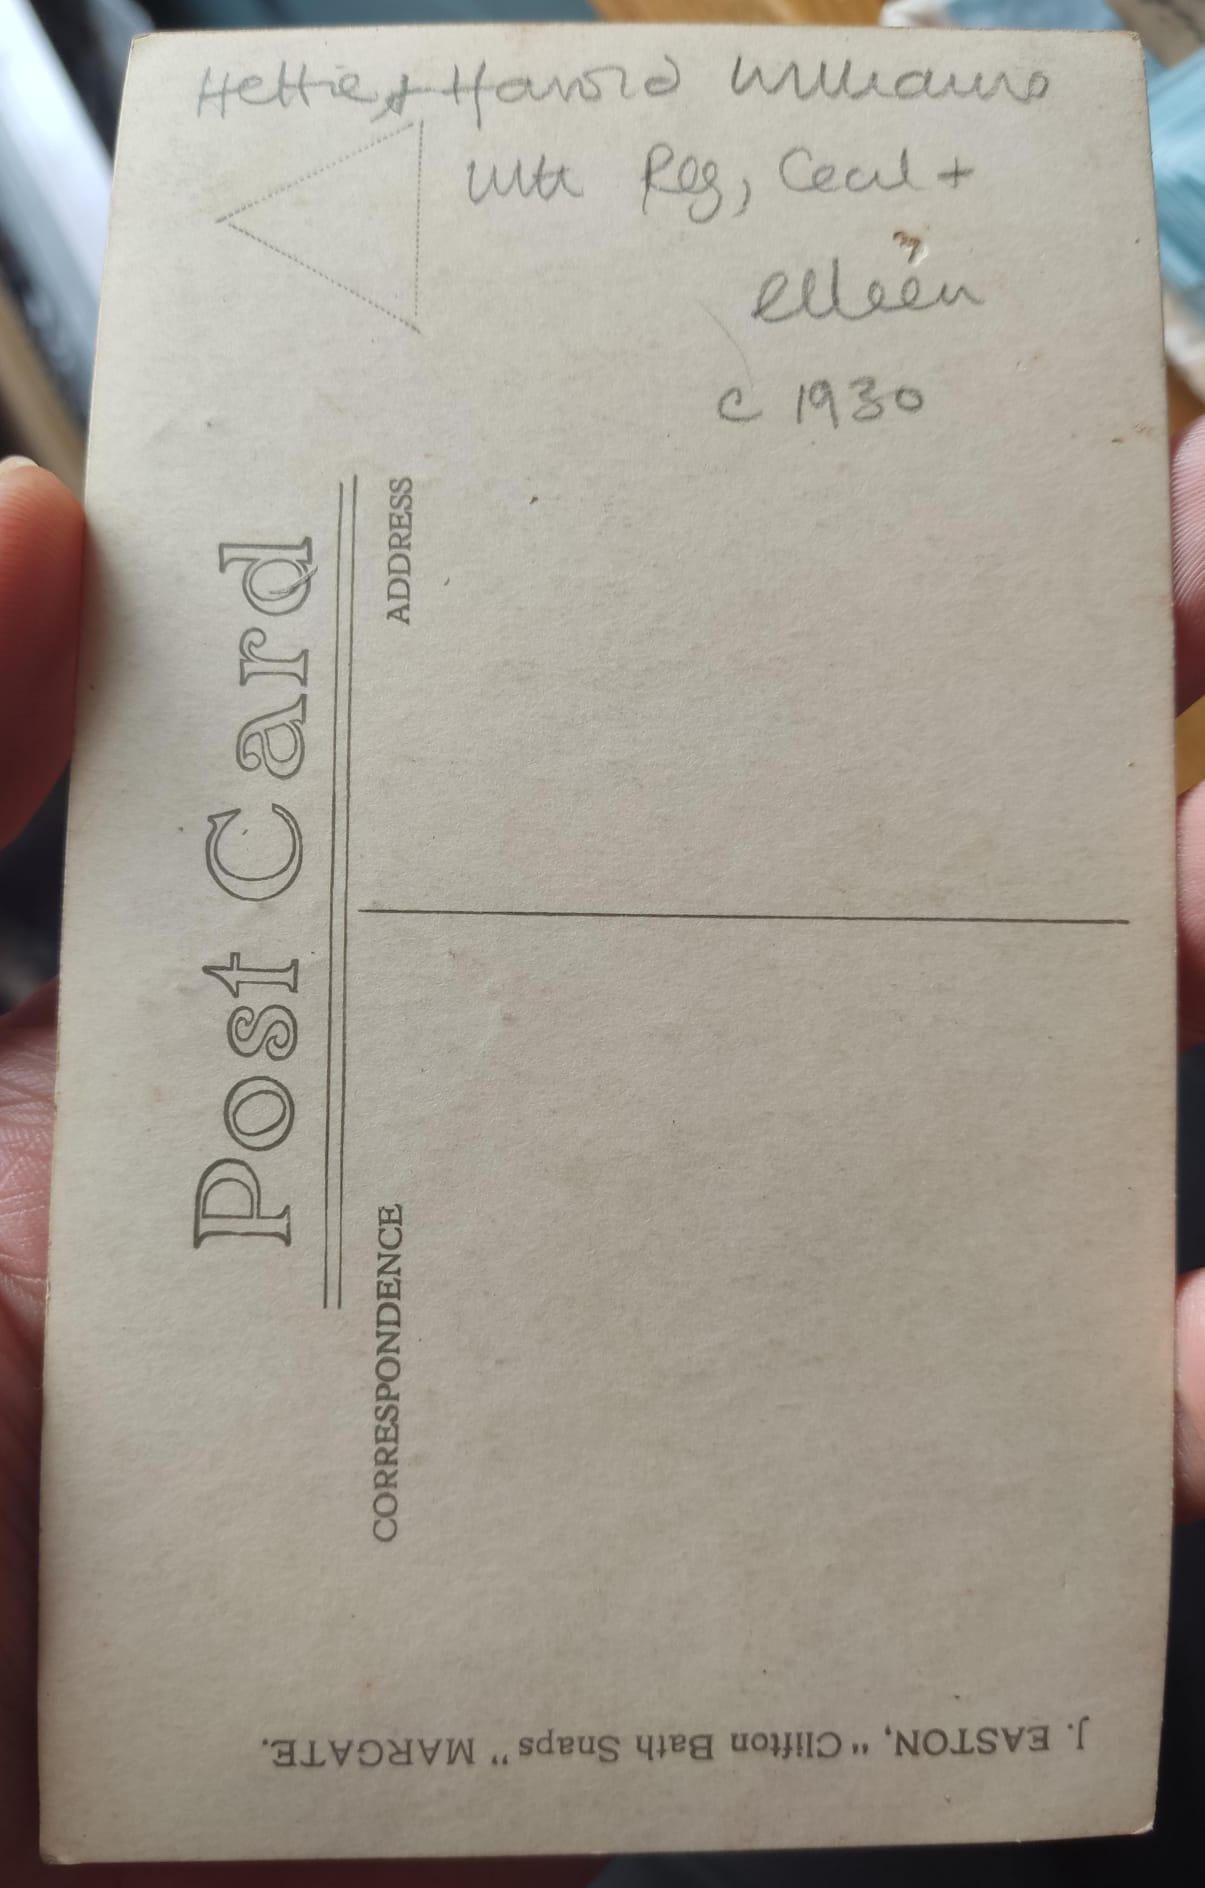 Hettie + Harold Williams
with Reg, Cecil +
Eileen
c 1930
Post Card
ADDRESS
CORRESPONDENCE
J. EASTON, "Clifton Bath Snaps" MARGATE.